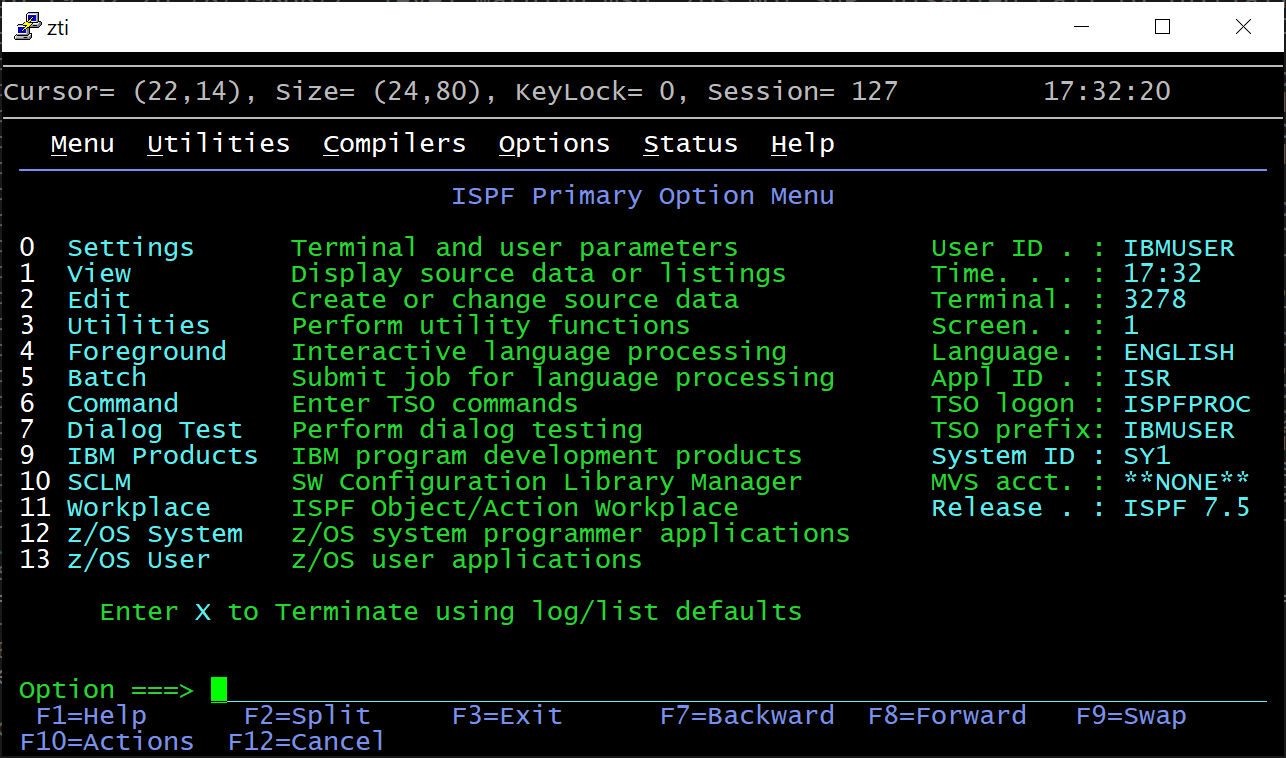 zti
Cursor= (22,14), Size= (24,80), KeyLock= 0, Session= 127 17:32:20
Menu Utilities Compilers Options Status Help
ISPF Primary Option Menu
0 Settings Terminal and user parameters User ID . : IBMUSER
1 View Display source data or listings Time. . . : 17:32
2 Edit Create or change source data Terminal. : 3278
3 Utilities Perform utility functions Screen. . : 1
4 Foreground Interactive language processing Language. : ENGLISH
5 Batch Submit job for language processing Appl ID . : ISR
6 Command Enter TSO commands TSO logon : ISPFPROC
7 Dialog Test Perform dialog testing TSO prefix: IBMUSER
9 IBM Products IBM program development products System ID : SY1
10 SCLM SW Configuration Library Manager MVS acct. : **NONE**
11 Workplace ISPF Object/Action Workplace Release . : ISPF 7.5
12 z/OS System z/OS system programmer applications
13 z/OS User z/OS user applications
Enter X to Terminate using log/list defaults
Option ===>
F1=Help F2=Split F3=Exit F7=Backward F8=Forward F9=Swap
F10=Actions F12=Cancel